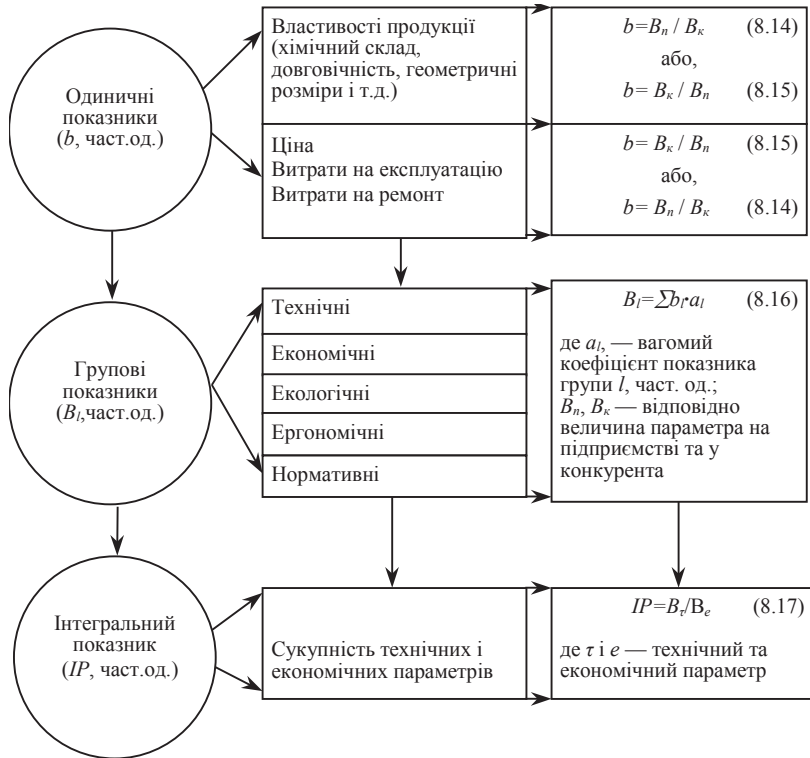 Одиничні
показники
(b, част.од.)
Властивості продукції
(хімічний склад,
довговічність, геометричні
розміри і т.д.)
b=Bп / Bк (8.14)
або,
b= Bк / Bп (8.15)
Ціна
Витрати на експлуатацію
Витрати на ремонт
b= Bк / Bп (8.15)
або,
b= Bп / Bк (8.14)
Групові
показники
(Bl,част.од.)
Технічні
Економічні
Екологічні
Ергономічні
Нормативні
Bl=∑bl·al (8.16)
де al, — вагомий
коефіцієнт показника
групи l, част. од.;
Bп, Bк — відповідно
величина параметра на
підприємстві та у
конкурента
Інтегральний
показник
(IP, част.од.)
Сукупність технічних і
економічних параметрів
IP=Bτ/Be (8.17)
де τ і e — технічний та
економічний параметр